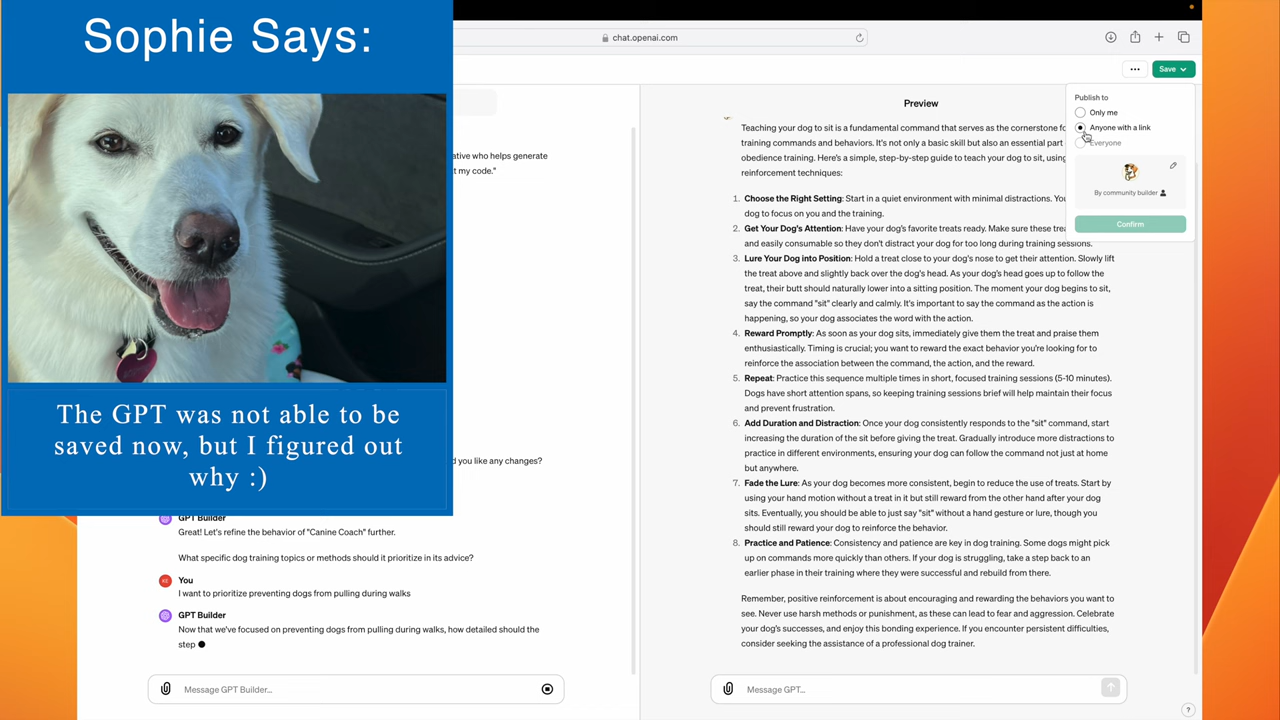 Sophie Says:
The GPT was not able to be
saved now, but I figured out
why :)
chat.openai.com
Save
ative who helps generate
t my code."
d you like any changes?
GPT Builder
Great! Let's refine the behavior of "Canine Coach" further.
What specific dog training topics or methods should it prioritize in its advice?
KE
You
I want to prioritize preventing dogs from pulling during walks
GPT Builder
Now that we've focused on preventing dogs from pulling during walks, how detailed should the
step
Message GPT Builder...
Preview
Teaching your dog to sit is a fundamental command that serves as the cornerstone fo
training commands and behaviors. It's not only a basic skill but also an essential part
obedience training. Here's a simple, step-by-step guide to teach your dog to sit, using
reinforcement techniques:
1. Choose the Right Setting: Start in a quiet environment with minimal distractions. You
dog to focus on you and the training.
2. Get Your Dog's Attention: Have your dog's favorite treats ready. Make sure these trea
and easily consumable so they don't distract your dog for too long during training sessions.
3. Lure Your Dog into Position: Hold a treat close to your dog's nose to get their attention. Slowly lift
the treat above and slightly back over the dog's head. As your dog's head goes up to follow the
treat, their butt should naturally lower into a sitting position. The moment your dog begins to sit,
say the command "sit" clearly and calmly. It's important to say the command as the action is
happening, so your dog associates the word with the action.
4. Reward Promptly: As soon as your dog sits, immediately give them the treat and praise them
enthusiastically. Timing is crucial; you want to reward the exact behavior you're looking for to
reinforce the association between the command, the action, and the reward.
5. Repeat: Practice this sequence multiple times in short, focused training sessions (5-10 minutes).
Dogs have short attention spans, so keeping training sessions brief will help maintain their focus
and prevent frustration.
6. Add Duration and Distraction: Once your dog consistently responds to the "sit" command, start
increasing the duration of the sit before giving the treat. Gradually introduce more distractions to
practice in different environments, ensuring your dog can follow the command not just at home
but anywhere.
7. Fade the Lure: As your dog becomes more consistent, begin to reduce the use of treats. Start by
using your hand motion without a treat in it but still reward from the other hand after your dog
sits. Eventually, you should be able to just say "sit" without a hand gesture or lure, though you
should still reward your dog to reinforce the behavior.
8. Practice and Patience: Consistency and patience are key in dog training. Some dogs might pick
up on commands more quickly than others. If your dog is struggling, take a step back to an
earlier phase in their training where they were successful and rebuild from there.
Remember, positive reinforcement is about encouraging and rewarding the behaviors you want to
see. Never use harsh methods or punishment, as these can lead to fear and aggression. Celebrate
your dog's successes, and enjoy this bonding experience. If you encounter persistent difficulties,
consider seeking the assistance of a professional dog trainer.
Message GPT...
Publish to
Only me
Anyone with a link
Everyone
By community builder
Confirm
?